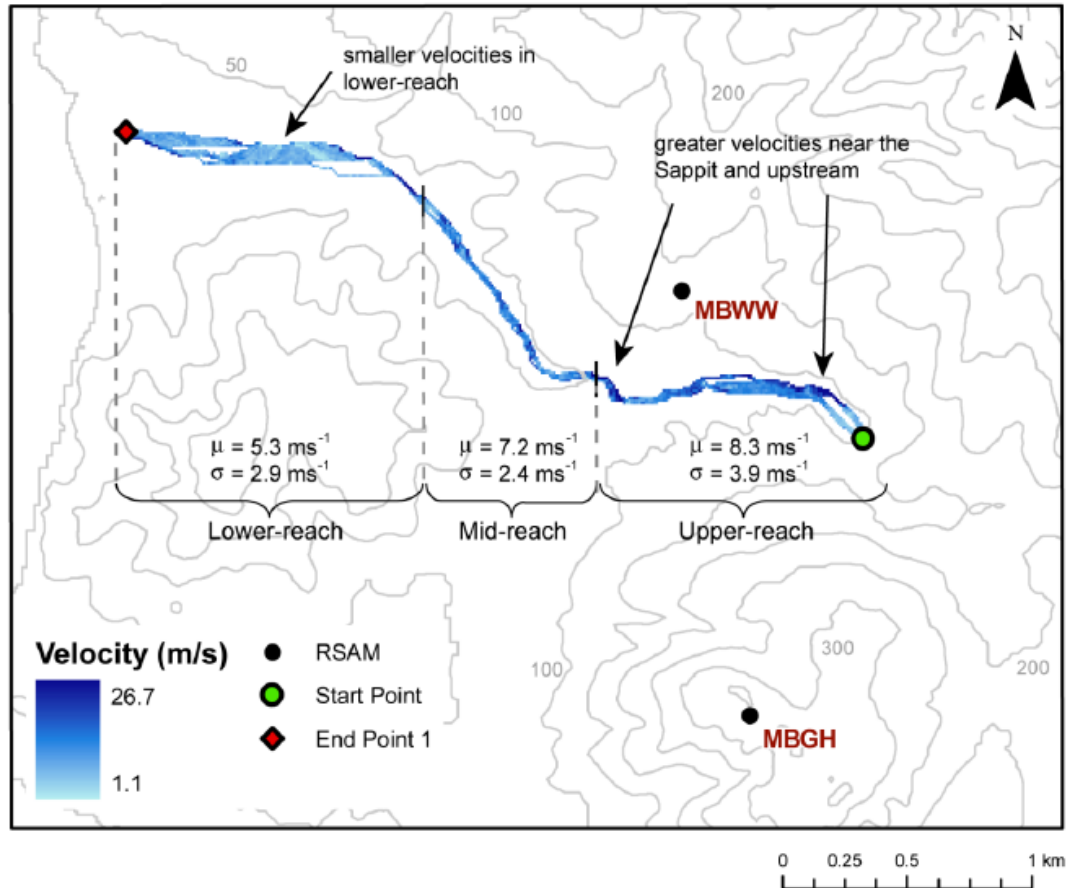 N
smaller velocities in
lower-reach
50
100
200
greater velocities near the
Sappit and upstream
MBWW
μ = 5.3 ms⁻¹
σ = 2.9 ms⁻¹
μ = 7.2 ms⁻¹
σ = 2.4 ms⁻¹
μ = 8.3 ms⁻¹
σ = 3.9 ms⁻¹
Lower-reach
Mid-reach
Upper-reach
Velocity (m/s)
26.7
1.1
RSAM
Start Point
End Point 1
100
300
200
MBGH
0 0.25 0.5 1 km